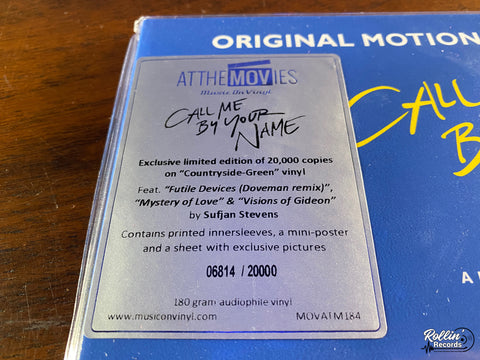 ORIGINAL MOTION
ATTHEMOVIES
Music On Vinyl
CALL ME
BY YOUR
NAME
Exclusive limited edition of 20,000 copies
on “Countryside-Green” vinyl
Feat. “Futile Devices (Doveman remix)”,
“Mystery of Love” & “Visions of Gideon”
by Sufjan Stevens
Contains printed innersleeves, a mini-poster
and a sheet with exclusive pictures
06814 / 20000
180 gram audiophile vinyl
www.musiconvinyl.com MOVATM184
CALL
B
A
Rollin'
Records